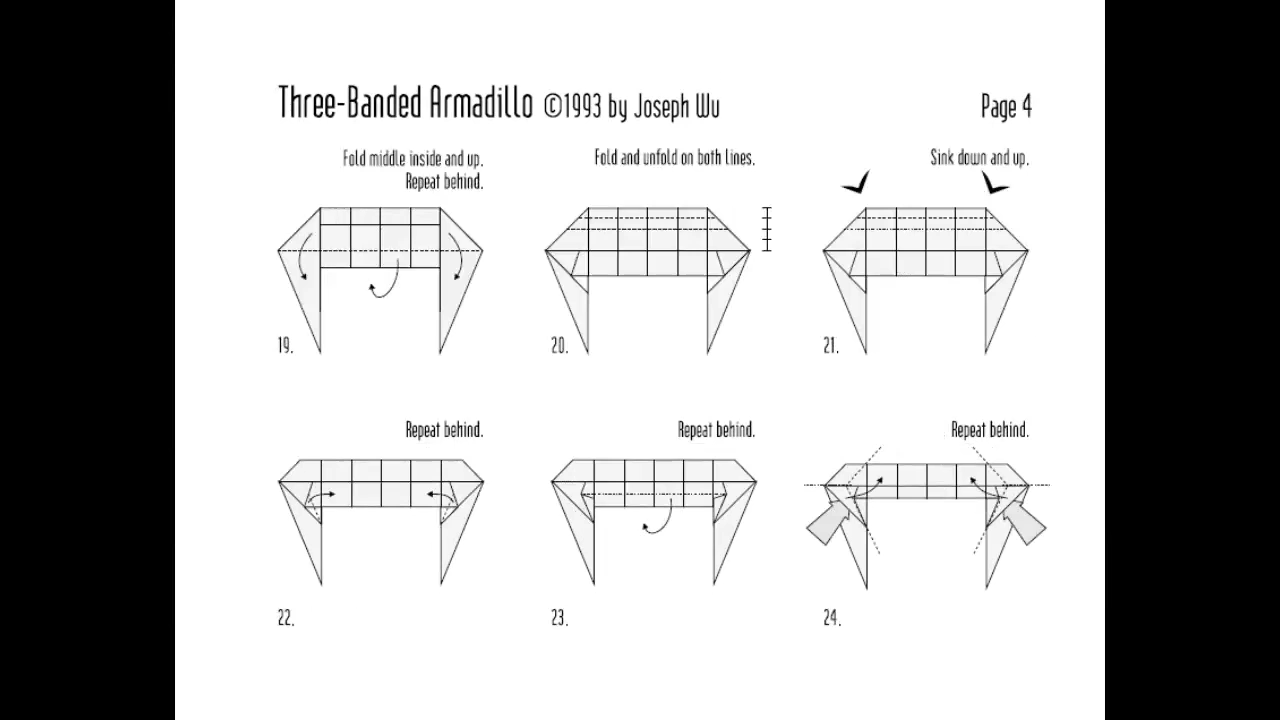 Three-Banded Armadillo ©1993 by Joseph Wu
Page 4
Fold middle inside and up.
Repeat behind.
Fold and unfold on both lines.
Sink down and up.
19.
20.
21.
Repeat behind.
Repeat behind.
Repeat behind.
22.
23.
24.